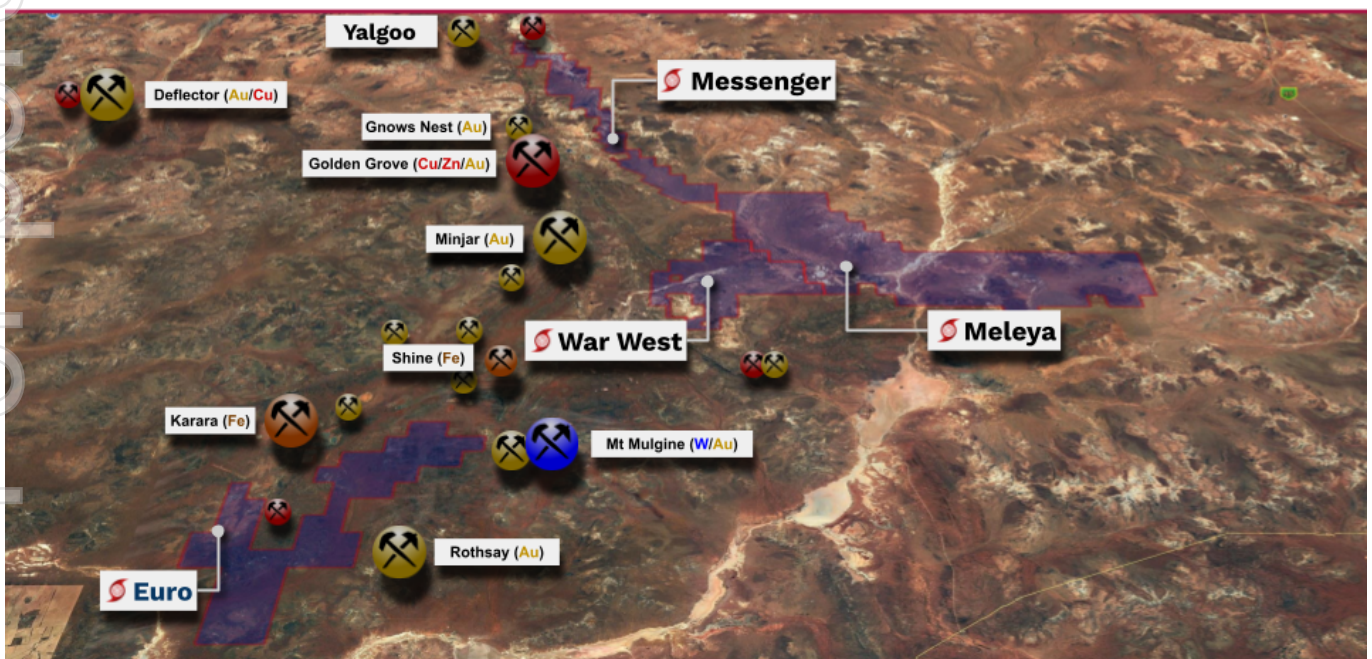 Yalgoo
Messenger
Deflector (Au/Cu)
Gnows Nest (Au)
Golden Grove (Cu/Zn/Au)
Minjar (Au)
War West
Meleya
Shine (Fe)
Karara (Fe)
Mt Mulgine (W/Au)
Rothsay (Au)
Euro